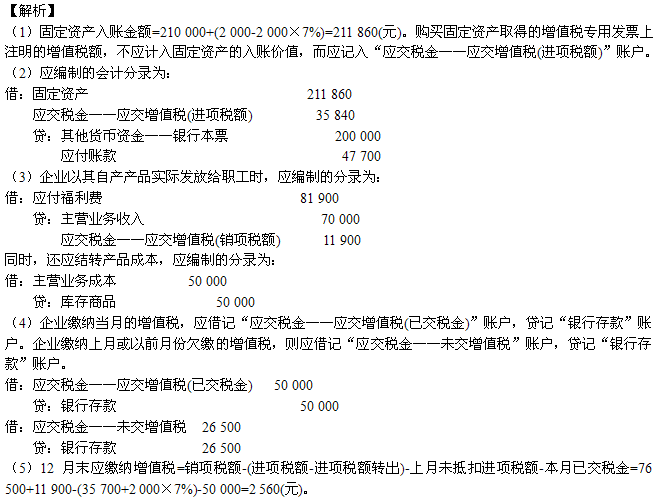 【解析】
（1）固定资产入账金额=210 000+(2 000-2 000×7%)=211 860(元)。购买固定资产取得的增值税专用发票上
注明的增值税额，不应计入固定资产的入账价值，而应记入“应交税金——应交增值税(进项税额)”账户。
（2）应编制的会计分录为：
借：固定资产 211 860
应交税金——应交增值税(进项税额) 35 840
贷：其他货币资金——银行本票 200 000
应付账款 47 700
（3）企业以其自产产品实际发放给职工时，应编制的分录为：
借：应付福利费 81 900
贷：主营业务收入 70 000
应交税金——应交增值税(销项税额) 11 900
同时，还应结转产品成本，应编制的分录为：
借：主营业务成本 50 000
贷：库存商品 50 000
（4）企业缴纳当月的增值税，应借记“应交税金——应交增值税(已交税金)”账户，贷记“银行存款”账
户。企业缴纳上月或以前月份欠缴的增值税，则应借记“应交税金——未交增值税”账户，贷记“银行存
款”账户。
借：应交税金——应交增值税(已交税金) 50 000
贷：银行存款 50 000
借：应交税金——未交增值税 26 500
贷：银行存款 26 500
（5）12 月末应缴纳增值税=销项税额-(进项税额-进项税额转出)-上月未抵扣进项税额-本月已交税金=76
500+11 900-(35 700+2 000×7%)-50 000=2 560(元)。